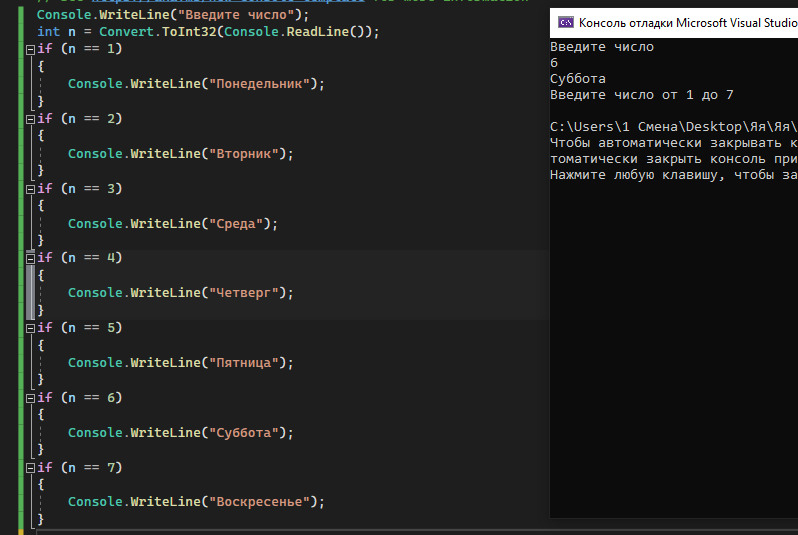 Console.WriteLine("Введите число");
int n = Convert.ToInt32(Console.ReadLine());
if (n == 1)
{
Console.WriteLine("Понедельник");
}
if (n == 2)
{
Console.WriteLine("Вторник");
}
if (n == 3)
{
Console.WriteLine("Среда");
}
if (n == 4)
{
Console.WriteLine("Четверг");
}
if (n == 5)
{
Console.WriteLine("Пятница");
}
if (n == 6)
{
Console.WriteLine("Суббота");
}
if (n == 7)
{
Console.WriteLine("Воскресенье");
}
Консоль отладки Microsoft Visual Studio
Введите число
6
Суббота
Введите число от 1 до 7
C:\Users\1 Смена\Desktop\Яя\Яя\
Чтобы автоматически закрывать к
томатически закрыть консоль при
Нажмите любую клавишу, чтобы за